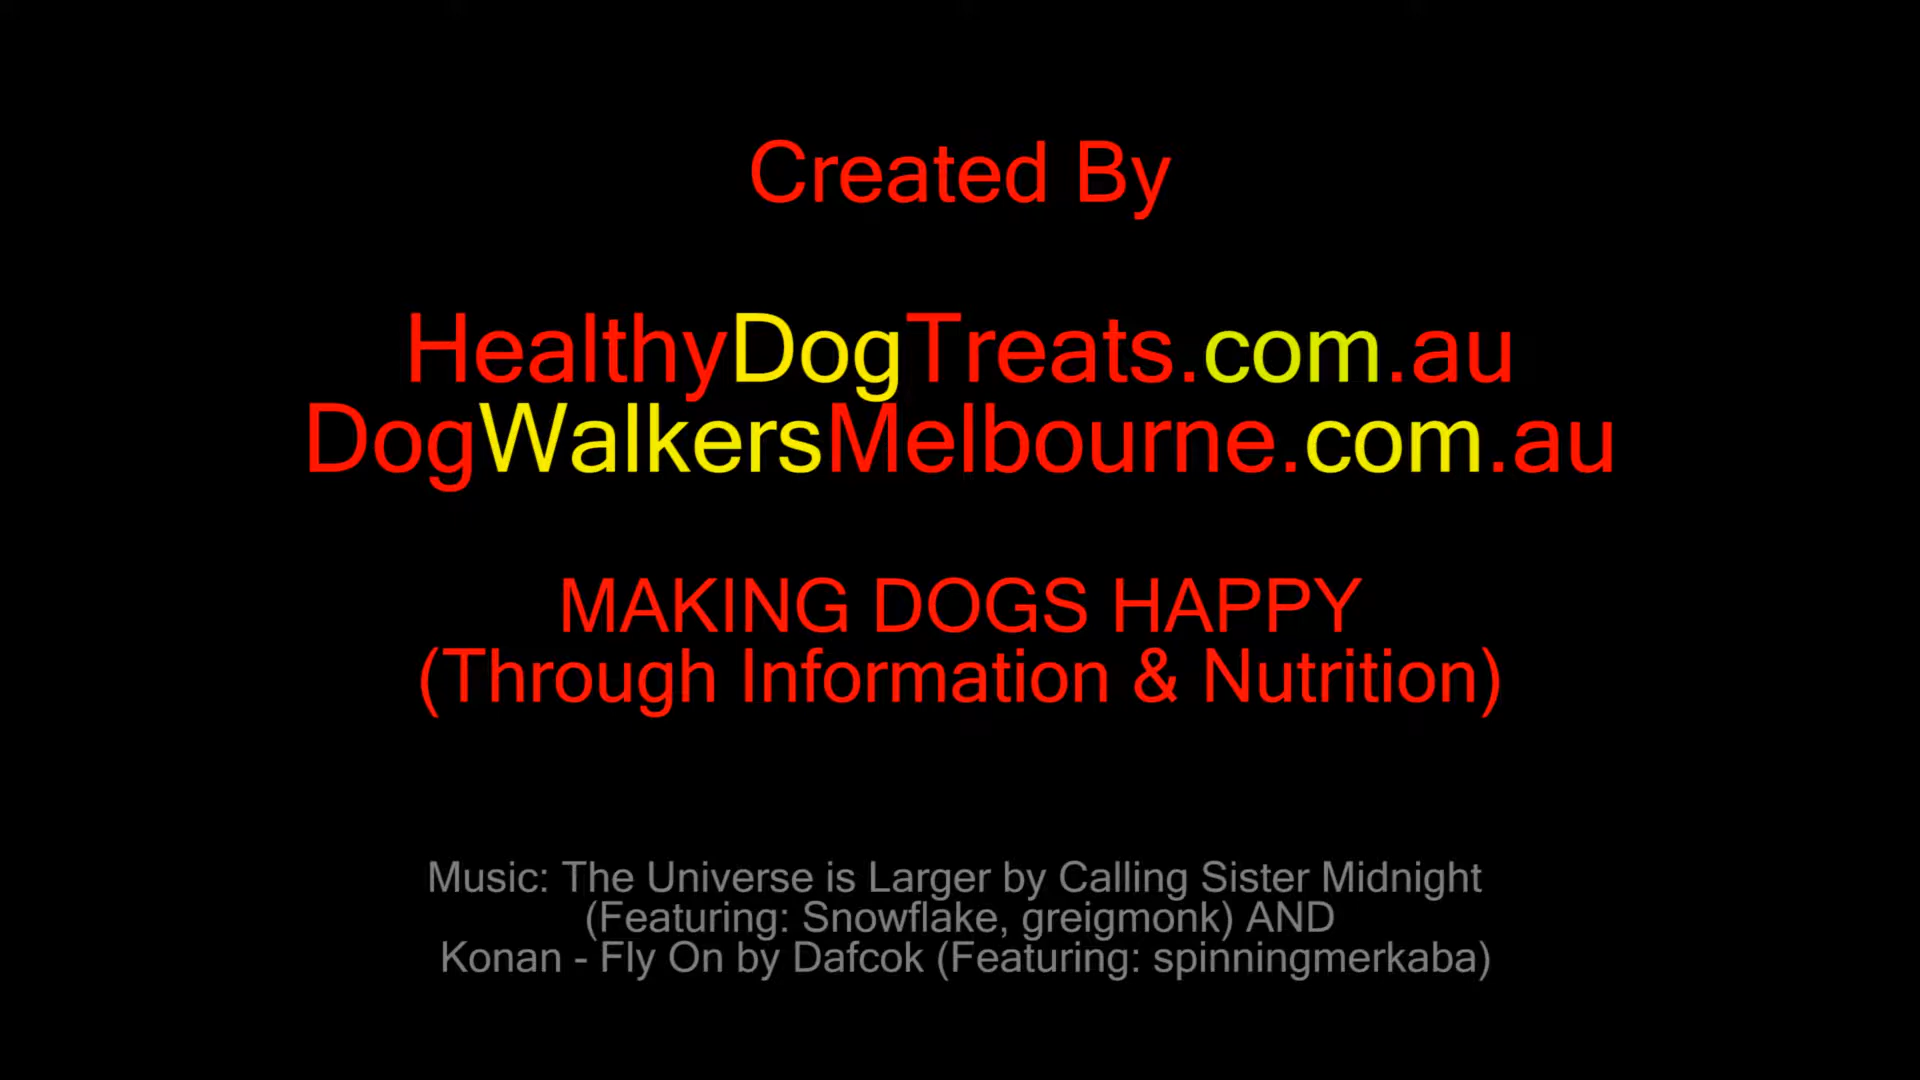 Created By
HealthyDogTreats.com.au
DogWalkersMelbourne.com.au
MAKING DOGS HAPPY
(Through Information & Nutrition)
Music: The Universe is Larger by Calling Sister Midnight
(Featuring: Snowflake, greigmonk) AND
Konan - Fly On by Dafcok (Featuring: spinningmerkaba)